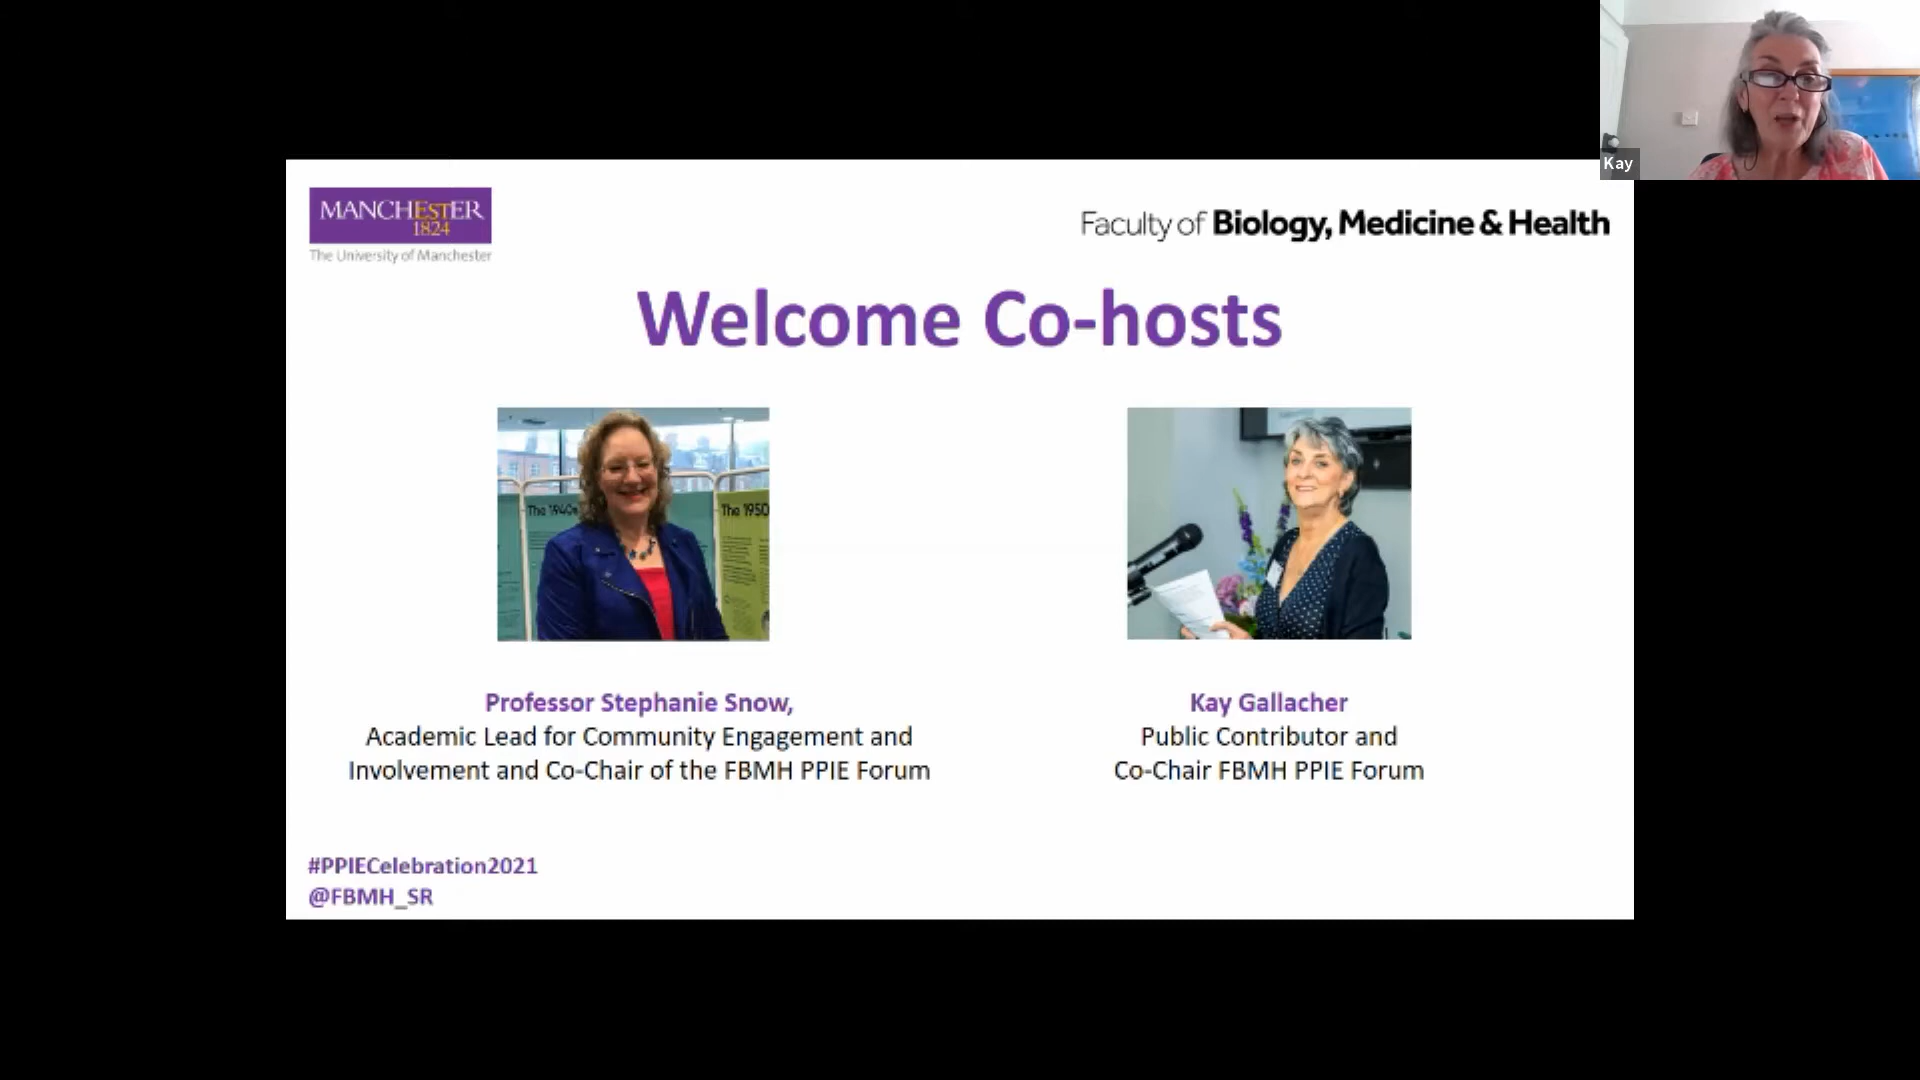 Kay
MANCHESTER
1824
The University of Manchester
Faculty of Biology, Medicine & Health
Welcome Co-hosts
The 1940s
The 1950
Professor Stephanie Snow,
Academic Lead for Community Engagement and
Involvement and Co-Chair of the FBMH PPIE Forum
Kay Gallacher
Public Contributor and
Co-Chair FBMH PPIE Forum
#PPIECelebration2021
@FBMH_SR